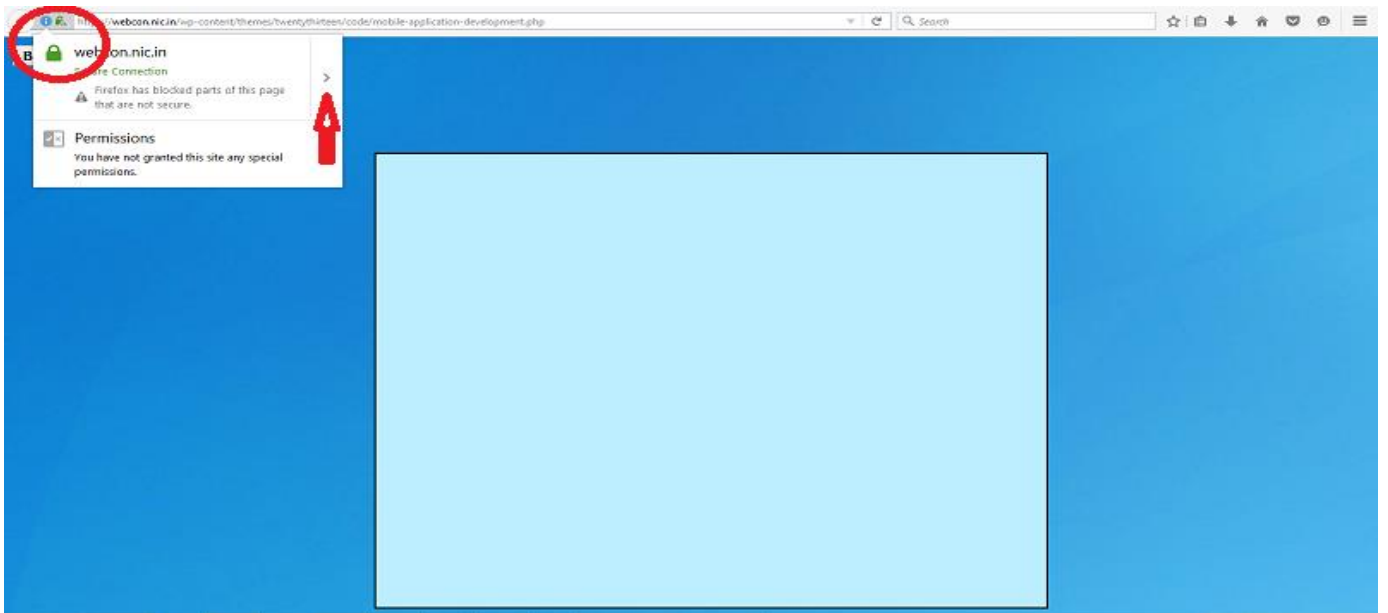 //webcon.nic.in/wp-content/themes/twentythirteen/code/mobile-application-development.php
Search
B
webcon.nic.in
Connection
Firefox has blocked parts of this page
that are not secure.
Permissions
You have not granted this site any special
permissions.